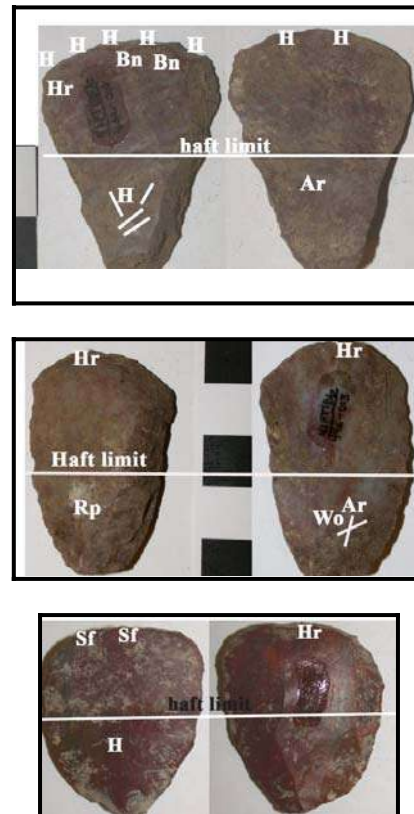 H H H H H H H
Bn Bn
Hr
haft limit
H Ar
Hr Hr
Haft limit
Rp Wo Ar
Sf Sf Hr
haft limit
H